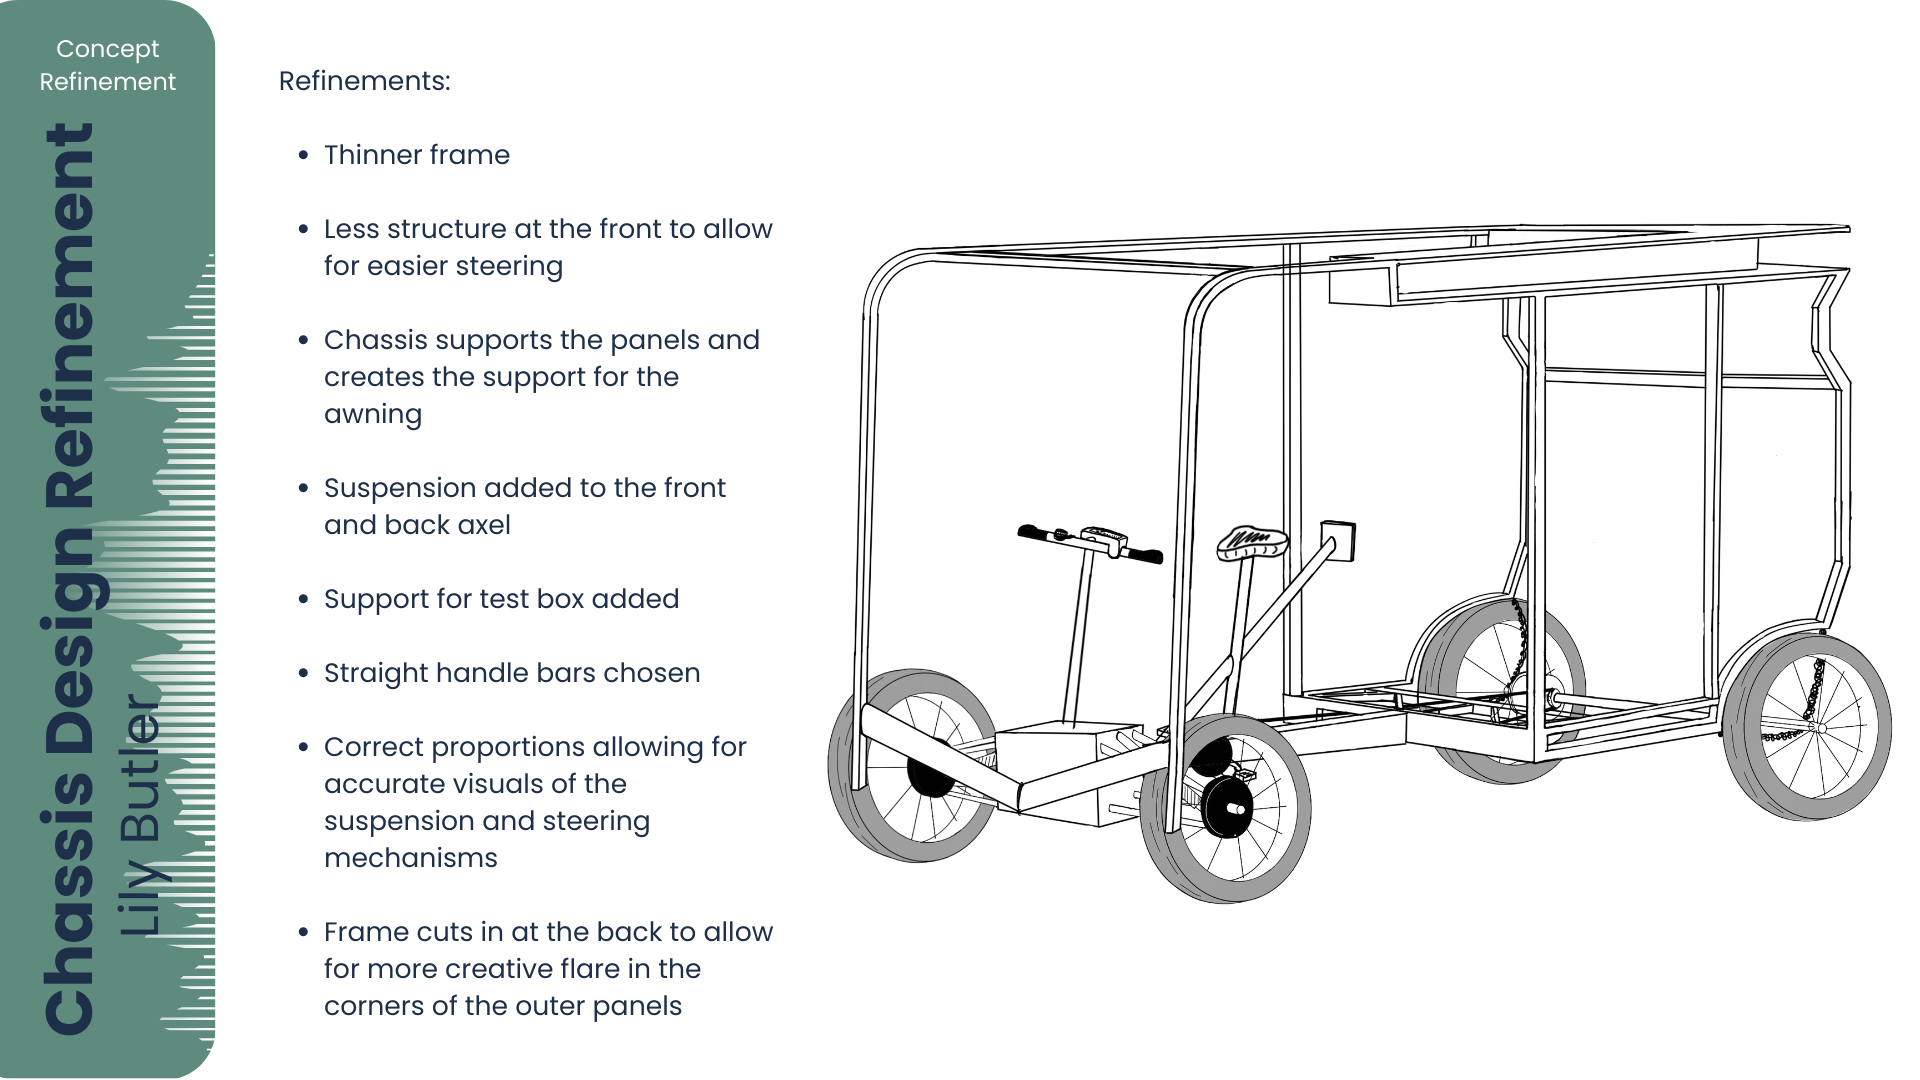 Concept
Refinement
Chassis Design Refinement
Lily Butler
Refinements:
• Thinner frame
• Less structure at the front to allow
for easier steering
• Chassis supports the panels and
creates the support for the
awning
• Suspension added to the front
and back axel
• Support for test box added
• Straight handle bars chosen
• Correct proportions allowing for
accurate visuals of the
suspension and steering
mechanisms
• Frame cuts in at the back to allow
for more creative flare in the
corners of the outer panels